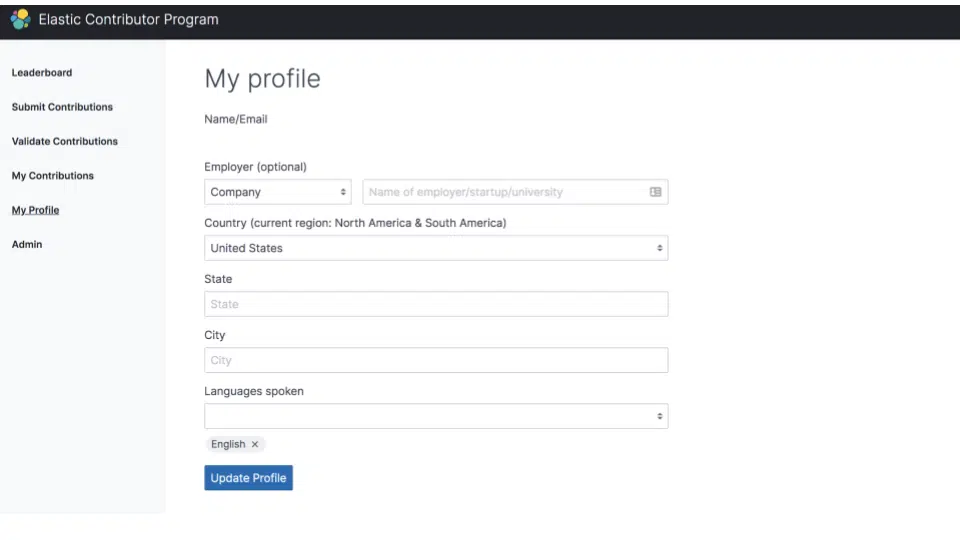 Elastic Contributor Program
Leaderboard
Submit Contributions
Validate Contributions
My Contributions
My Profile
Admin
My profile
Name/Email
Employer (optional)
Company
Name of employer/startup/university
Country (current region: North America & South America)
United States
State
State
City
City
Languages spoken
English ×
Update Profile